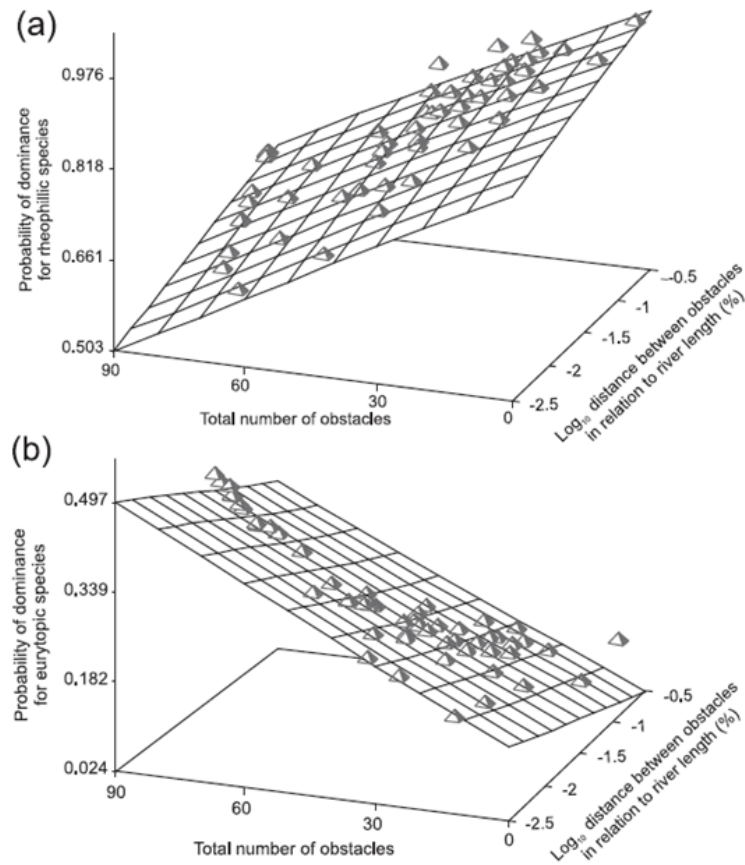 (a)
0.976
0.818
0.661
0.503
Probability of dominance
for rheophillic species
90
60
30
0
Total number of obstacles
-0.5
-1
-1.5
-2
-2.5
Log₁₀ distance between obstacles
in relation to river length (%)
(b)
0.497
0.339
0.182
0.024
Probability of dominance
for eurytopic species
90
60
30
0
Total number of obstacles
-0.5
-1
-1.5
-2
-2.5
Log₁₀ distance between obstacles
in relation to river length (%)